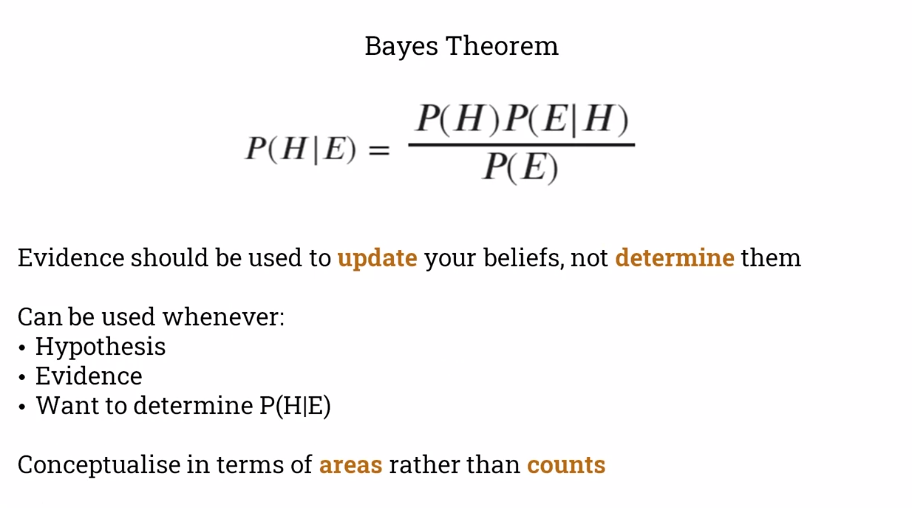 Bayes Theorem
P(H|E) = P(H)P(E|H)
P(E)
Evidence should be used to update your beliefs, not determine them
Can be used whenever:
• Hypothesis
• Evidence
• Want to determine P(H|E)
Conceptualise in terms of areas rather than counts